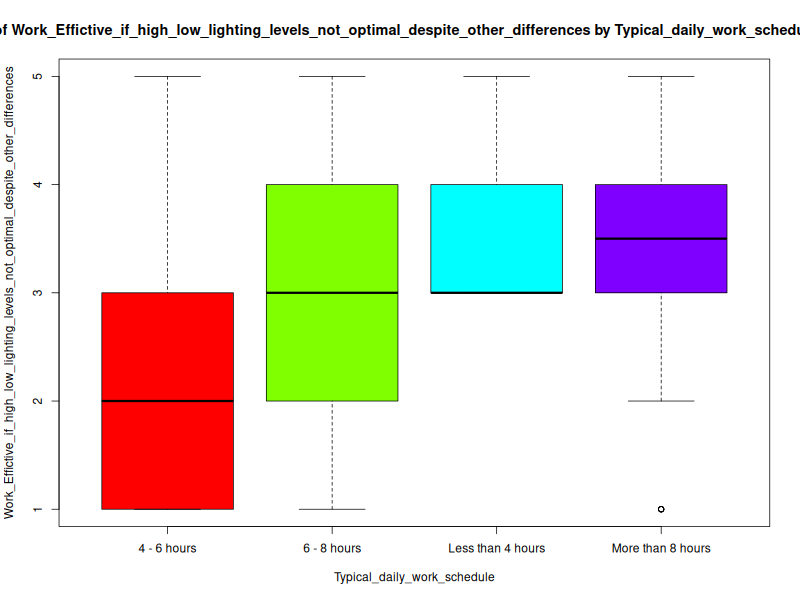 of Work_Effictive_if_high_low_lighting_levels_not_optimal_despite_other_differences by Typical_daily_work_schedu
Work_Effictive_if_high_low_lighting_levels_not_optimal_despite_other_differences
5
4
3
2
1
4 - 6 hours
6 - 8 hours
Less than 4 hours
More than 8 hours
Typical_daily_work_schedule